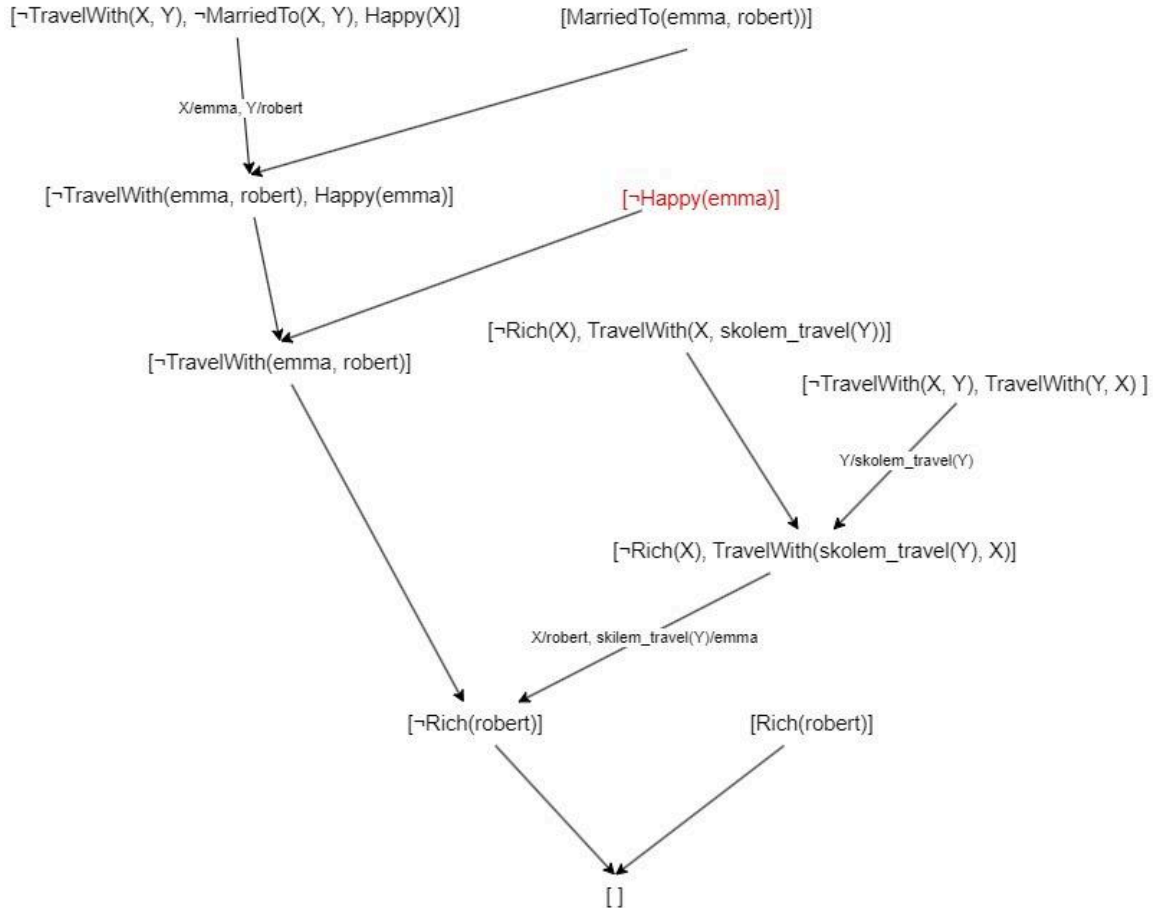 [¬TravelWith(X, Y), ¬MarriedTo(X, Y), Happy(X)]
[MarriedTo(emma, robert))]
X/emma, Y/robert
[¬TravelWith(emma, robert), Happy(emma)]
[¬Happy(emma)]
[¬Rich(X), TravelWith(X, skolem_travel(Y))]
[¬TravelWith(emma, robert)]
[¬TravelWith(X, Y), TravelWith(Y, X) ]
Y/skolem_travel(Y)
[¬Rich(X), TravelWith(skolem_travel(Y), X)]
X/robert, skilem_travel(Y)/emma
[¬Rich(robert)]
[Rich(robert)]
[ ]